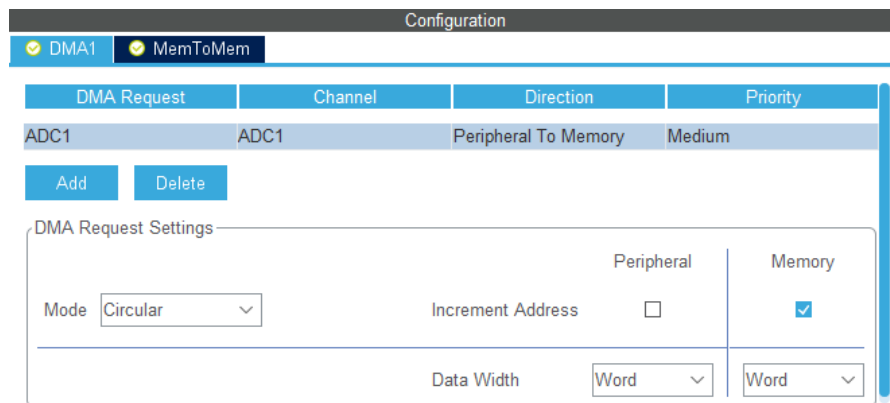 Configuration
DMA1 MemToMem
DMA Request Channel Direction Priority
ADC1 ADC1 Peripheral To Memory Medium
Add Delete
DMA Request Settings
Peripheral Memory
Mode Circular Increment Address
Data Width Word Word